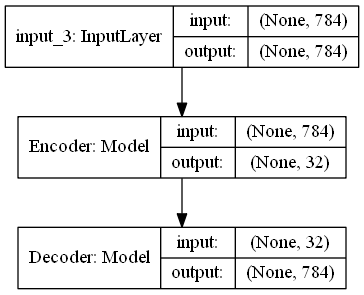 input_3: InputLayer
input: (None, 784)
output: (None, 784)
Encoder: Model
input: (None, 784)
output: (None, 32)
Decoder: Model
input: (None, 32)
output: (None, 784)